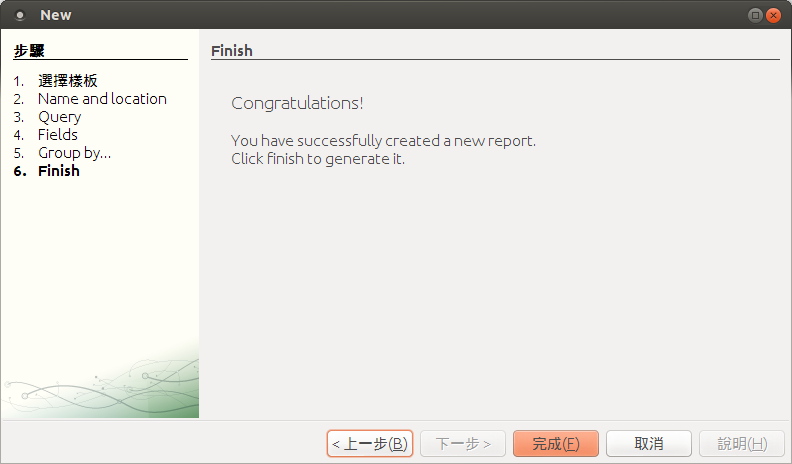 New
步驟
1. 選擇樣板
2. Name and location
3. Query
4. Fields
5. Group by...
6. Finish
Finish
Congratulations!
You have successfully created a new report.
Click finish to generate it.
< 上一步(B) 下一步 > 完成(F) 取消 說明(H)